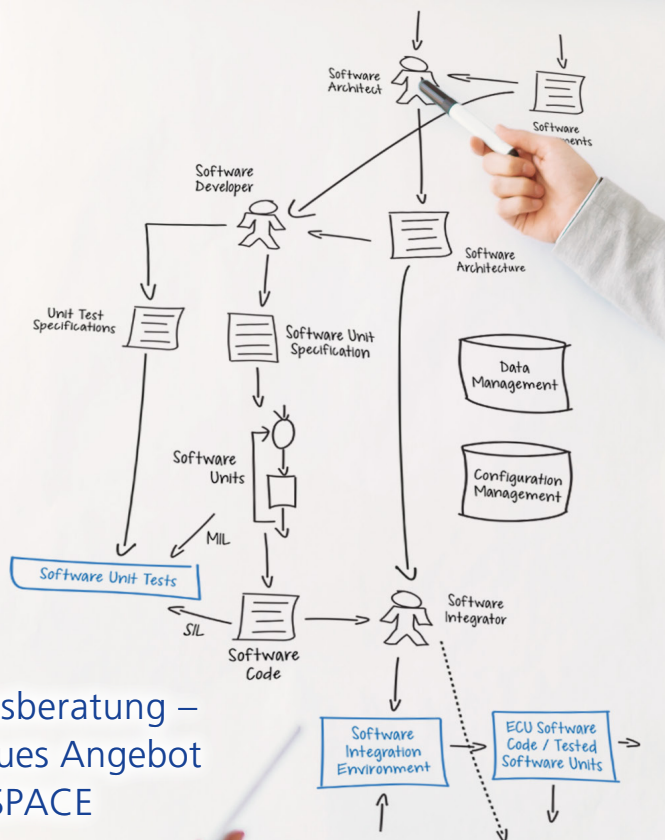 Software
Architect
Software
ments
Software
Developer
Software
Architecture
Unit Test
Specifications
Software Unit
Specification
Data
Management
Software
Units
Configuration
Management
MIL
Software Unit Tests
SIL
Software
Code
Software
Integrator
sberatung –
ues Angebot
SPACE
Software
Integration
Environment
ECU Software
Code / Tested
Software Units